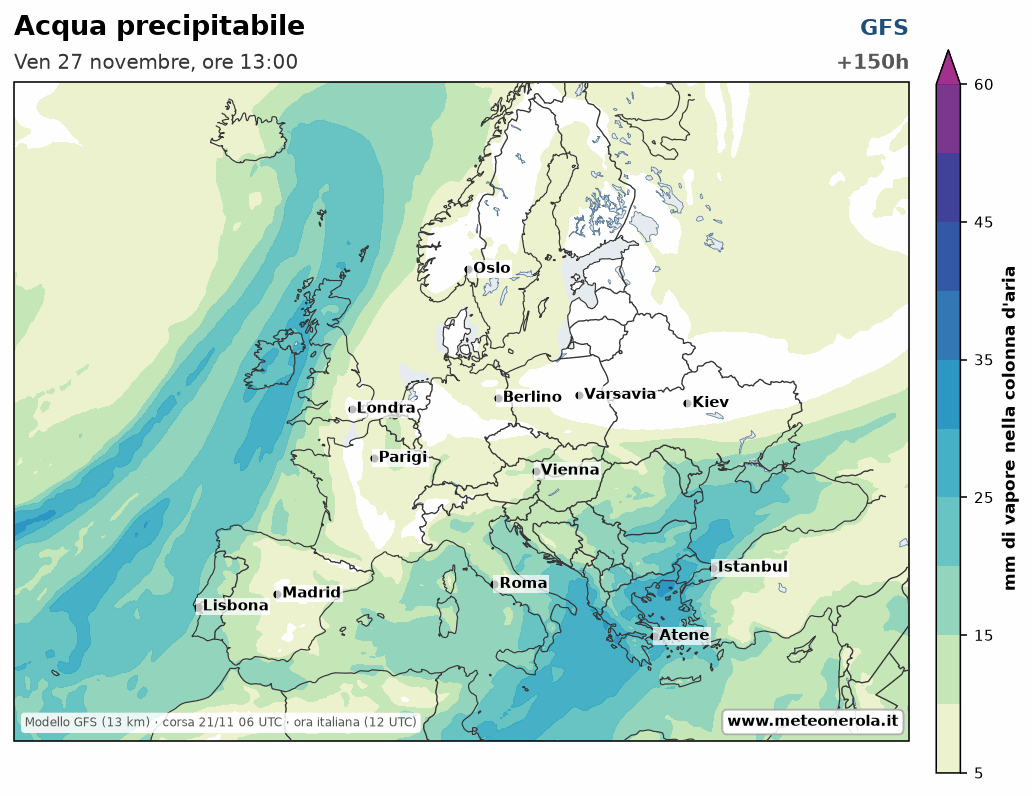 Acqua precipitabile
GFS
Ven 27 novembre, ore 13:00
+150h
60
45
35
25
15
5
mm di vapore nella colonna d'aria
Oslo
Berlino
Varsavia
Kiev
Londra
Parigi
Vienna
Istanbul
Roma
Madrid
Lisbona
Atene
Modello GFS (13 km) · corsa 21/11 06 UTC · ora italiana (12 UTC)
www.meteonerola.it